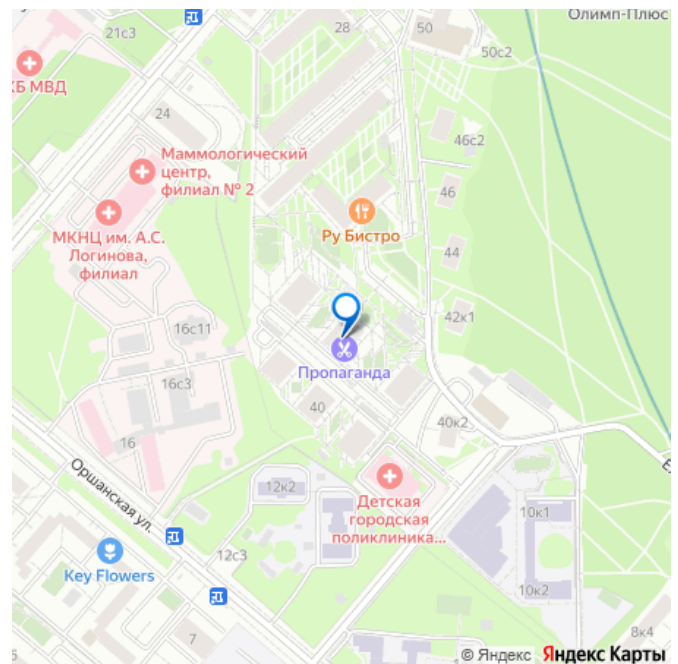 Олимп-Плюс
21с3
28
50
50с2
КБ МВД
24
Маммологический
центр,
филиал № 2
46с2
46
МКНЦ им. А.С.
Логинова,
филиал
Ру Бистро
44
42к1
16с11
Пропаганда
16с3
40
40к2
16
Оршанская ул.
12к2
Детская
городская
поликлиника...
10к1
Key Flowers
12с3
10к2
7
8к4
© Яндекс Яндекс Карты